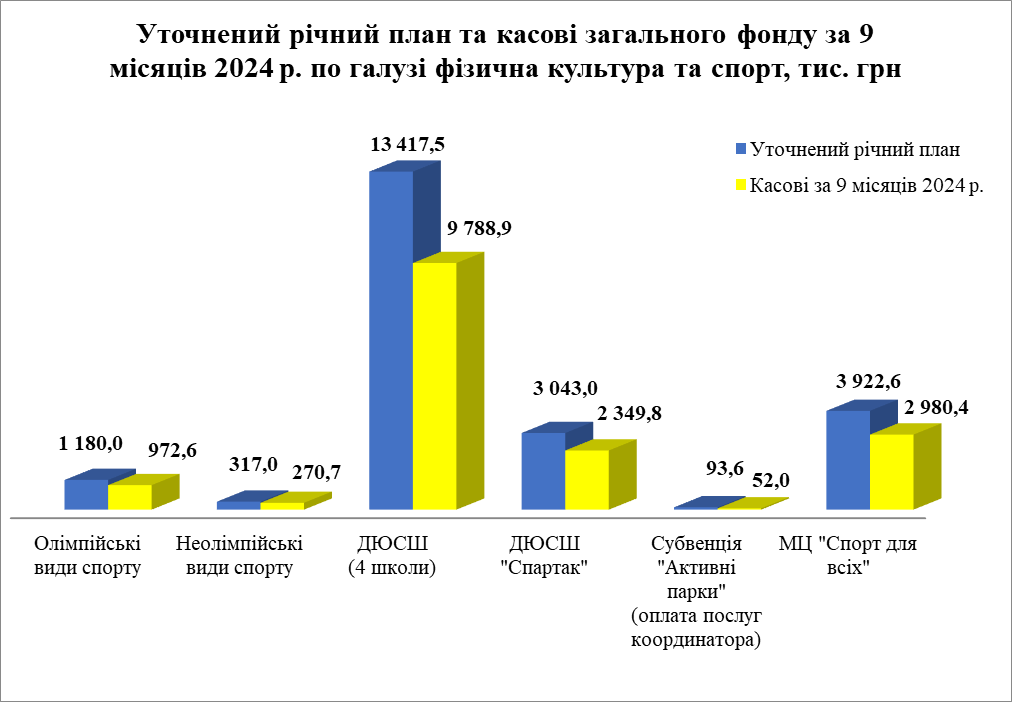 Уточнений річний план та касові загального фонду за 9
місяців 2024 р. по галузі фізична культура та спорт, тис. грн
Уточнений річний план
Касові за 9 місяців 2024 р.
1 180,0
972,6
317,0
270,7
13 417,5
9 788,9
3 043,0
2 349,8
93,6
52,0
3 922,6
2 980,4
Олімпійські
види спорту
Неолімпійські
види спорту
ДЮСШ
(4 школи)
ДЮСШ
"Спартак"
Субвенція
"Активні
парки"
(оплата послуг
координатора)
МЦ "Спорт для
всіх"